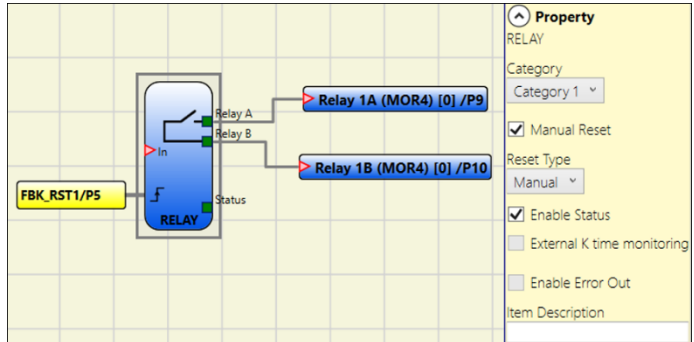 Property
RELAY
Category
Category 1
Manual Reset
Reset Type
Manual
Enable Status
External K time monitoring
Enable Error Out
Item Description
Relay A
Relay 1A (MOR4) [0] /P9
Relay B
In
Relay 1B (MOR4) [0] /P10
FBK_RST1/P5
Status
RELAY